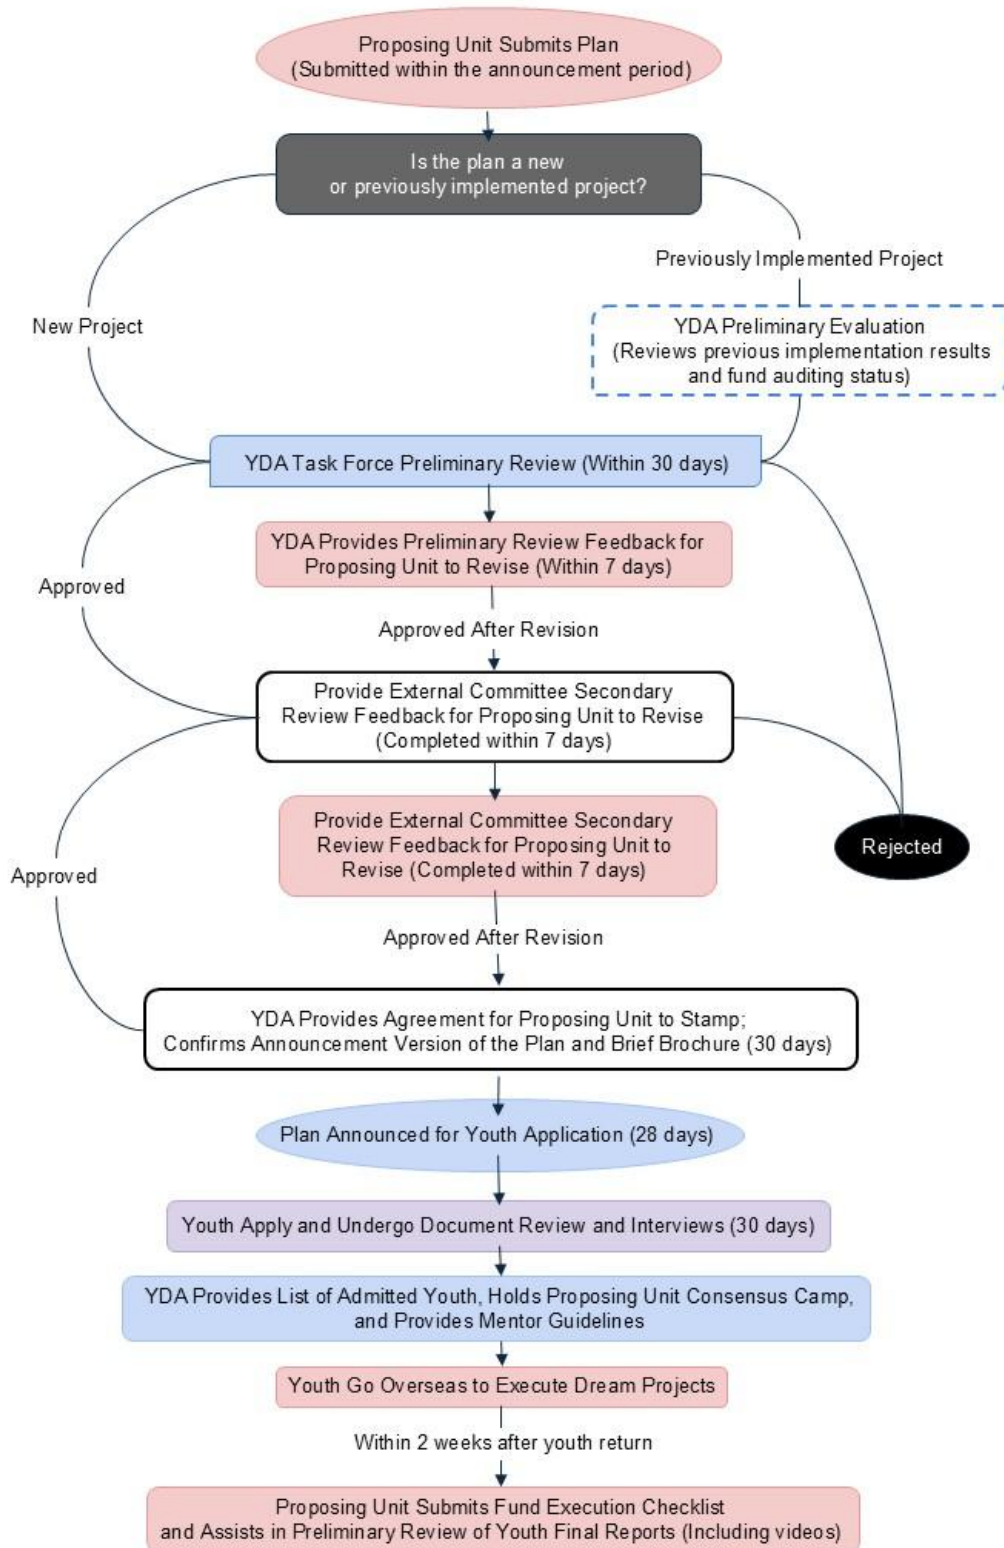 Proposing Unit Submits Plan
(Submitted within the announcement period)
Is the plan a new
or previously implemented project?
Previously Implemented Project
New Project
YDA Preliminary Evaluation
(Reviews previous implementation results
and fund auditing status)
YDA Task Force Preliminary Review (Within 30 days)
YDA Provides Preliminary Review Feedback for
Proposing Unit to Revise (Within 7 days)
Approved
Approved After Revision
Provide External Committee Secondary
Review Feedback for Proposing Unit to Revise
(Completed within 7 days)
Provide External Committee Secondary
Review Feedback for Proposing Unit to
Revise (Completed within 7 days)
Rejected
Approved
Approved After Revision
YDA Provides Agreement for Proposing Unit to Stamp;
Confirms Announcement Version of the Plan and Brief Brochure (30 days)
Plan Announced for Youth Application (28 days)
Youth Apply and Undergo Document Review and Interviews (30 days)
YDA Provides List of Admitted Youth, Holds Proposing Unit Consensus Camp,
and Provides Mentor Guidelines
Youth Go Overseas to Execute Dream Projects
Within 2 weeks after youth return
Proposing Unit Submits Fund Execution Checklist
and Assists in Preliminary Review of Youth Final Reports (Including videos)